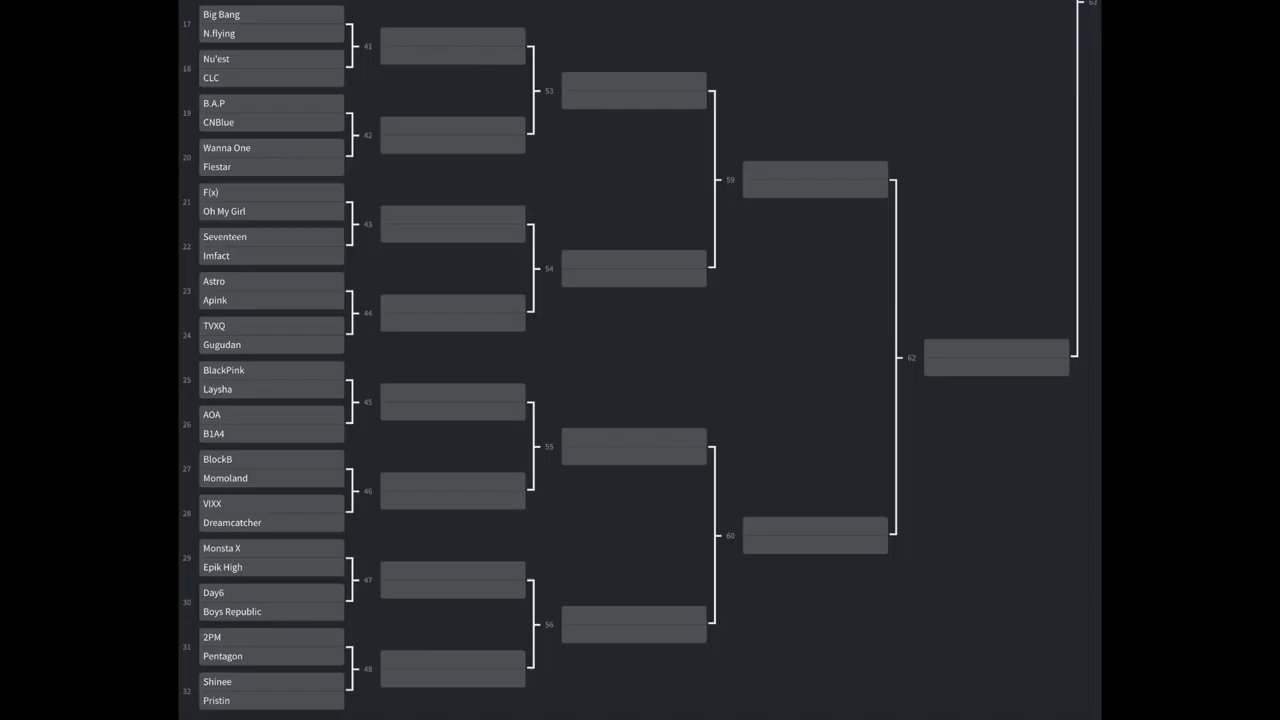 63
17
Big Bang
N.flying
41
18
Nu'est
CLC
53
19
B.A.P
CNBlue
42
20
Wanna One
Fiestar
59
21
F(x)
Oh My Girl
43
22
Seventeen
Imfact
54
23
Astro
Apink
44
24
TVXQ
Gugudan
62
25
BlackPink
Laysha
45
26
AOA
B1A4
55
27
BlockB
Momoland
46
28
VIXX
Dreamcatcher
60
29
Monsta X
Epik High
47
30
Day6
Boys Republic
56
31
2PM
Pentagon
48
32
Shinee
Pristin